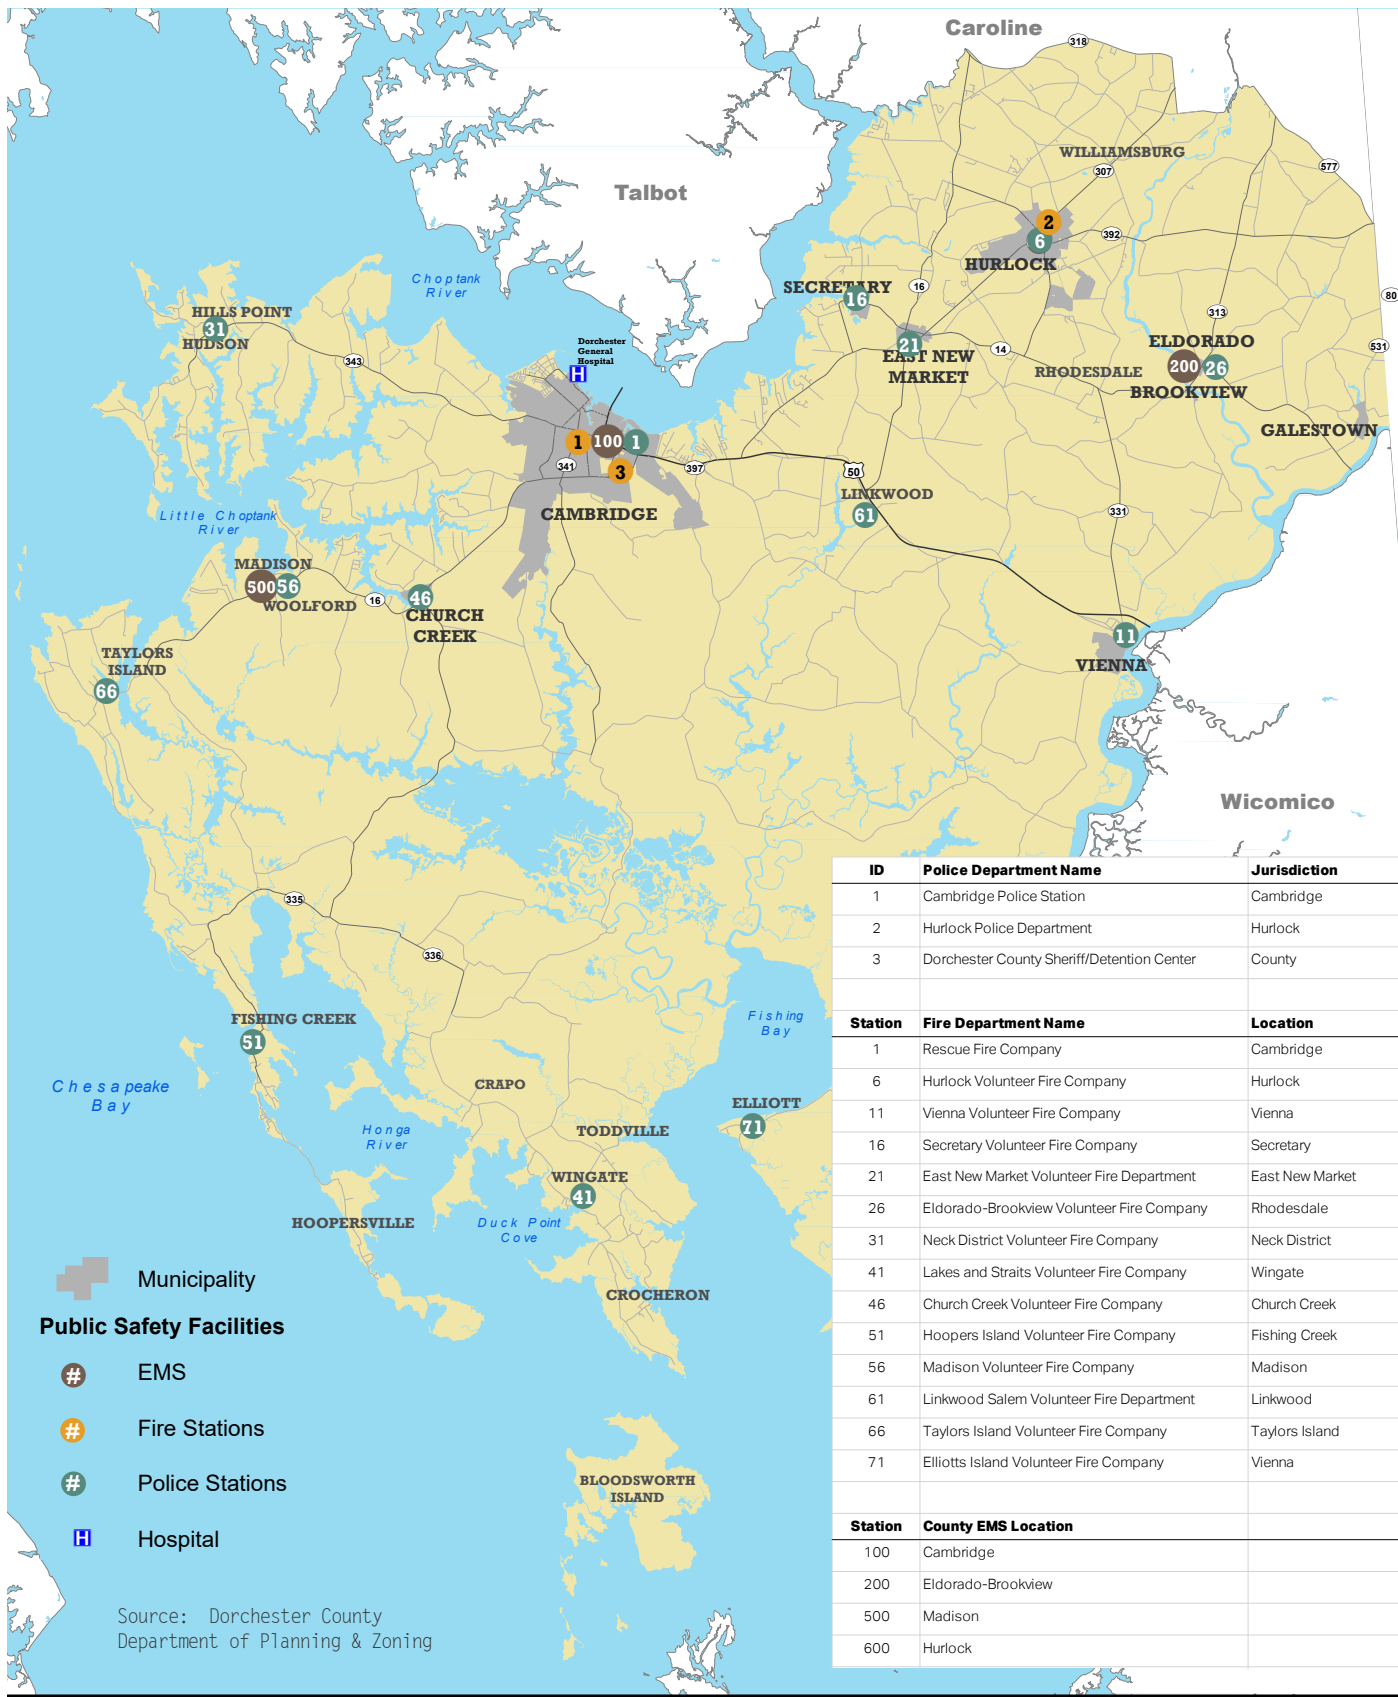 Caroline
318
WILLIAMSBURG
577
307
Talbot
2
392
6
HURLOCK
Choptank
River
SECRETARY
16
16
80
HILLS POINT
313
31
HUDSON
Dorchester
General
Hospital
H
343
21
EAST NEW
MARKET
14
ELDORADO
531
RHODESDALE
200
26
BROOKVIEW
GALESTOWN
1
100
1
341
3
397
50
CAMBRIDGE
LINKWOOD
61
331
Little Choptank
River
MADISON
500
56
WOOLFORD
16
46
CHURCH
CREEK
11
VIENNA
TAYLORS
ISLAND
66
Wicomico
335
336
FISHING CREEK
51
Fishing
Bay
Chesapeake
Bay
CRAPO
ELLIOTT
71
Honga
River
TODDVILLE
WINGATE
41
HOOPERSVILLE
Duck Point
Cove
CROCHERON
BLOODSWORTH
ISLAND
Municipality
Public Safety Facilities
# EMS
# Fire Stations
# Police Stations
H Hospital
Source: Dorchester County
Department of Planning & Zoning
ID Police Department Name Jurisdiction
1 Cambridge Police Station Cambridge
2 Hurlock Police Department Hurlock
3 Dorchester County Sheriff/Detention Center County
Station Fire Department Name Location
1 Rescue Fire Company Cambridge
6 Hurlock Volunteer Fire Company Hurlock
11 Vienna Volunteer Fire Company Vienna
16 Secretary Volunteer Fire Company Secretary
21 East New Market Volunteer Fire Department East New Market
26 Eldorado-Brookview Volunteer Fire Company Rhodesdale
31 Neck District Volunteer Fire Company Neck District
41 Lakes and Straits Volunteer Fire Company Wingate
46 Church Creek Volunteer Fire Company Church Creek
51 Hoopers Island Volunteer Fire Company Fishing Creek
56 Madison Volunteer Fire Company Madison
61 Linkwood Salem Volunteer Fire Department Linkwood
66 Taylors Island Volunteer Fire Company Taylors Island
71 Elliotts Island Volunteer Fire Company Vienna
Station County EMS Location
100 Cambridge
200 Eldorado-Brookview
500 Madison
600 Hurlock